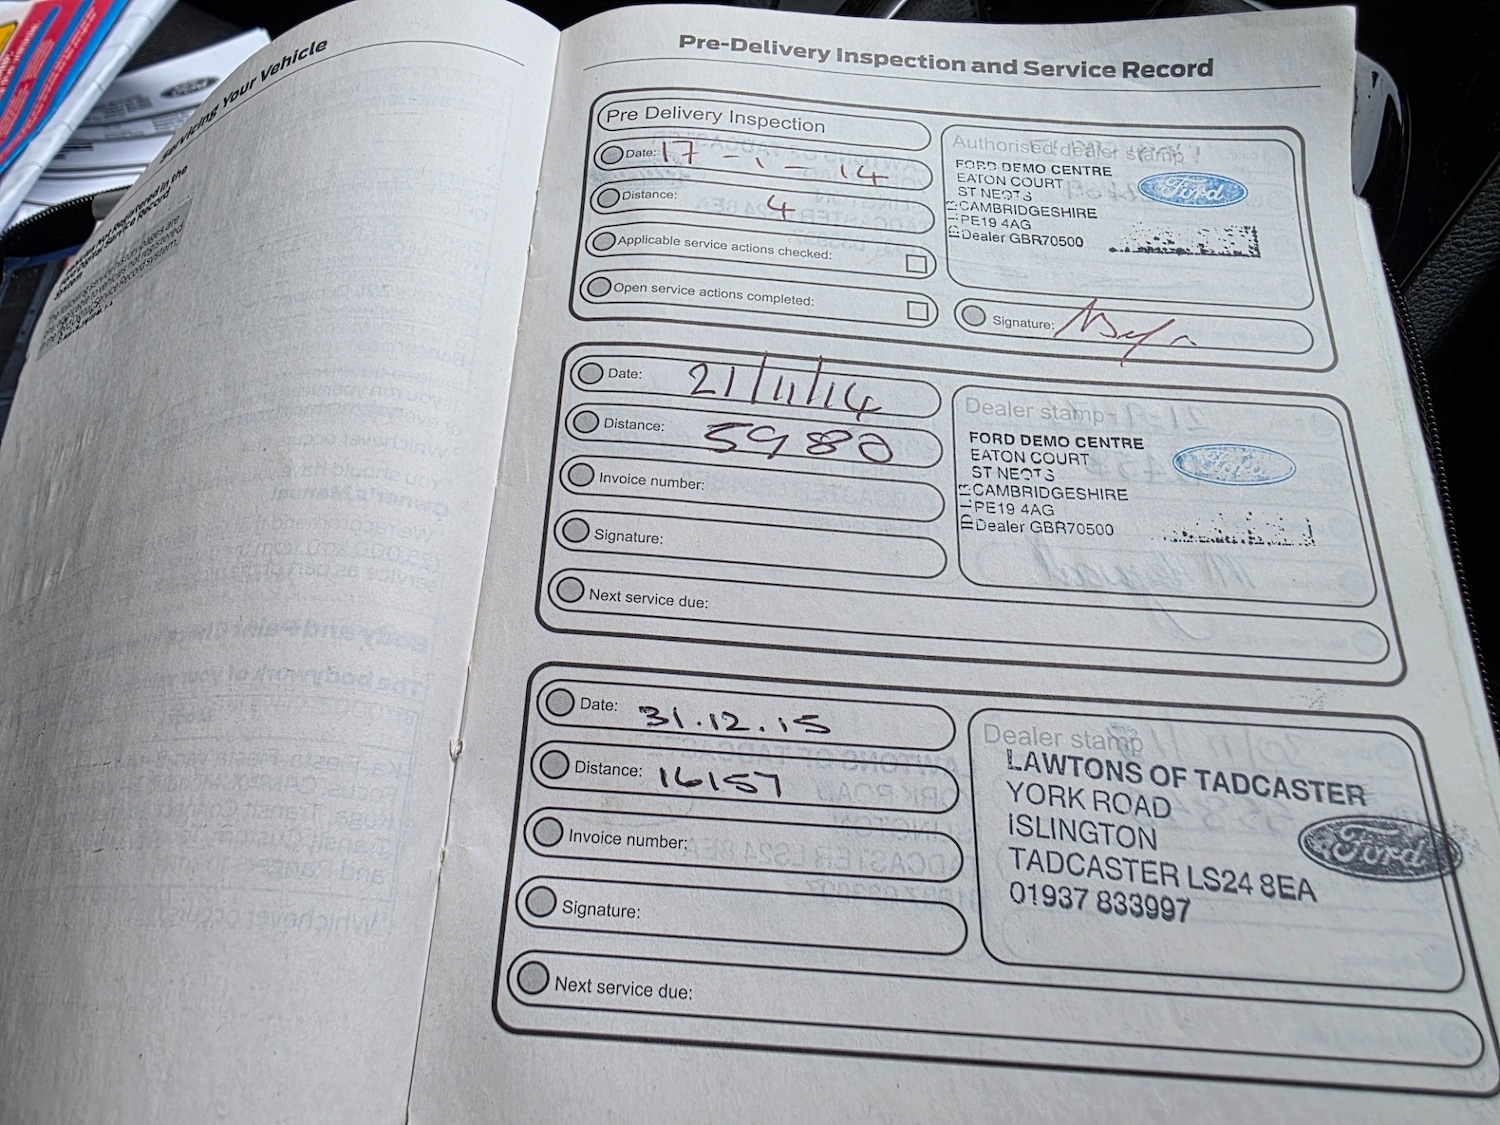 Servicing Your Vehicle
Vehicles Not Registered in the
Pre-Delivery Inspection and Service Record
Pre Delivery Inspection
Date: 17 - 1 - 14
Distance: 4
Applicable service actions checked:
Open service actions completed:
Authorised dealer stamp
FORD DEMO CENTRE
EATON COURT
ST NEOTS
CAMBRIDGESHIRE
PE19 4AG
Dealer GBR70500
Ford
Signature:
Date: 21/11/14
Distance: 5980
Invoice number:
Signature:
Next service due:
Dealer stamp
FORD DEMO CENTRE
EATON COURT
ST NEOTS
CAMBRIDGESHIRE
PE19 4AG
Dealer GBR70500
Ford
Date: 31.12.15
Distance: 16157
Invoice number:
Signature:
Next service due:
Dealer stamp
LAWTONS OF TADCASTER
YORK ROAD
ISLINGTON
TADCASTER LS24 8EA
01937 833997
Ford